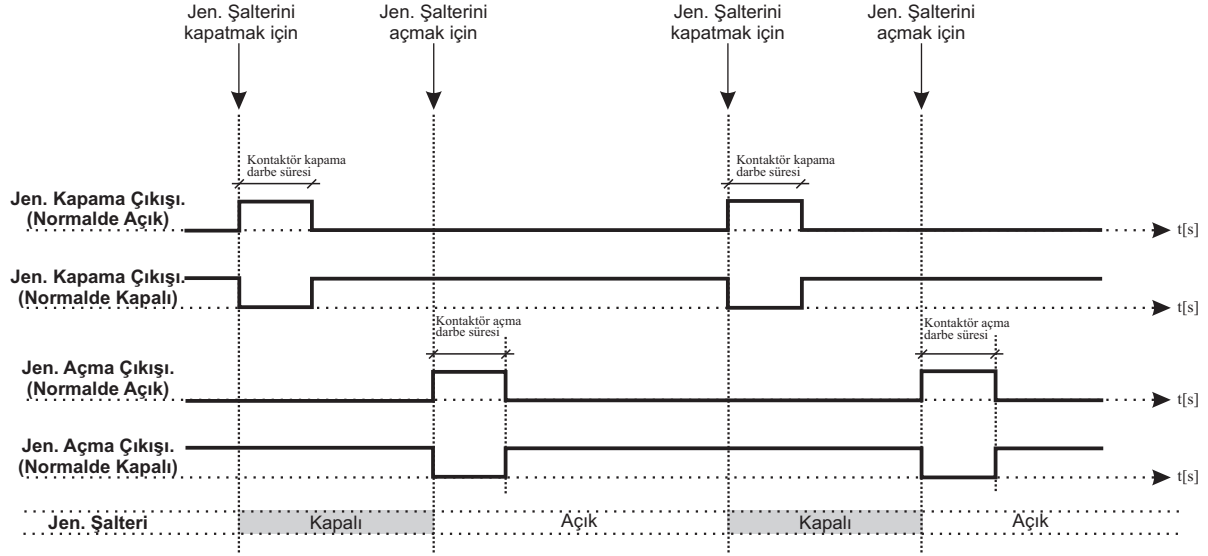 Jen. Şalterini
kapatmak için
Jen. Şalterini
açmak için
Jen. Şalterini
kapatmak için
Jen. Şalterini
açmak için
Kontaktör kapama
darbe süresi
Kontaktör kapama
darbe süresi
Jen. Kapama Çıkışı.
(Normalde Açık)
t[s]
Jen. Kapama Çıkışı.
(Normalde Kapalı)
t[s]
Kontaktör açma
darbe süresi
Kontaktör açma
darbe süresi
Jen. Açma Çıkışı.
(Normalde Açık)
t[s]
Jen. Açma Çıkışı.
(Normalde Kapalı)
t[s]
Jen. Şalteri
Kapalı
Açık
Kapalı
Açık